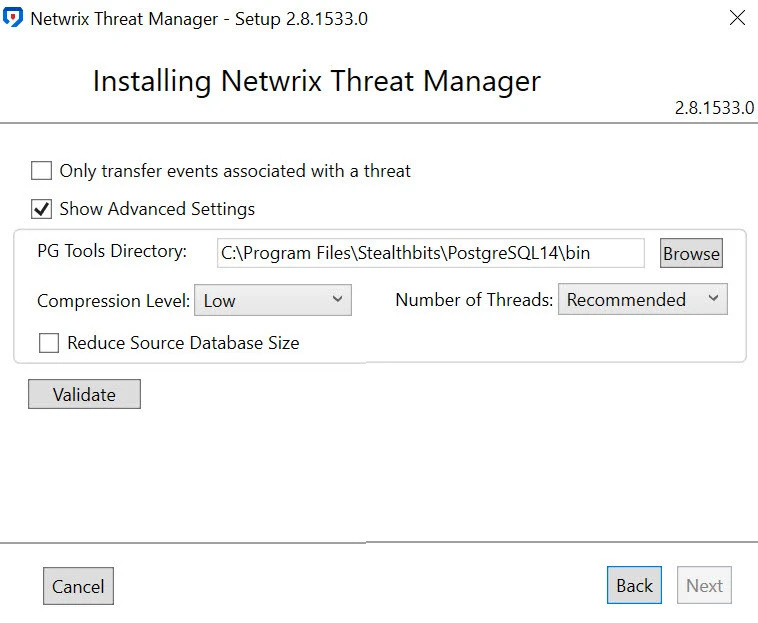 Netwrix Threat Manager - Setup 2.8.1533.0
Installing Netwrix Threat Manager
2.8.1533.0
Only transfer events associated with a threat
Show Advanced Settings
PG Tools Directory: C:\Program Files\Stealthbits\PostgreSQL14\bin Browse
Compression Level: Low Number of Threads: Recommended
Reduce Source Database Size
Validate
Cancel Back Next